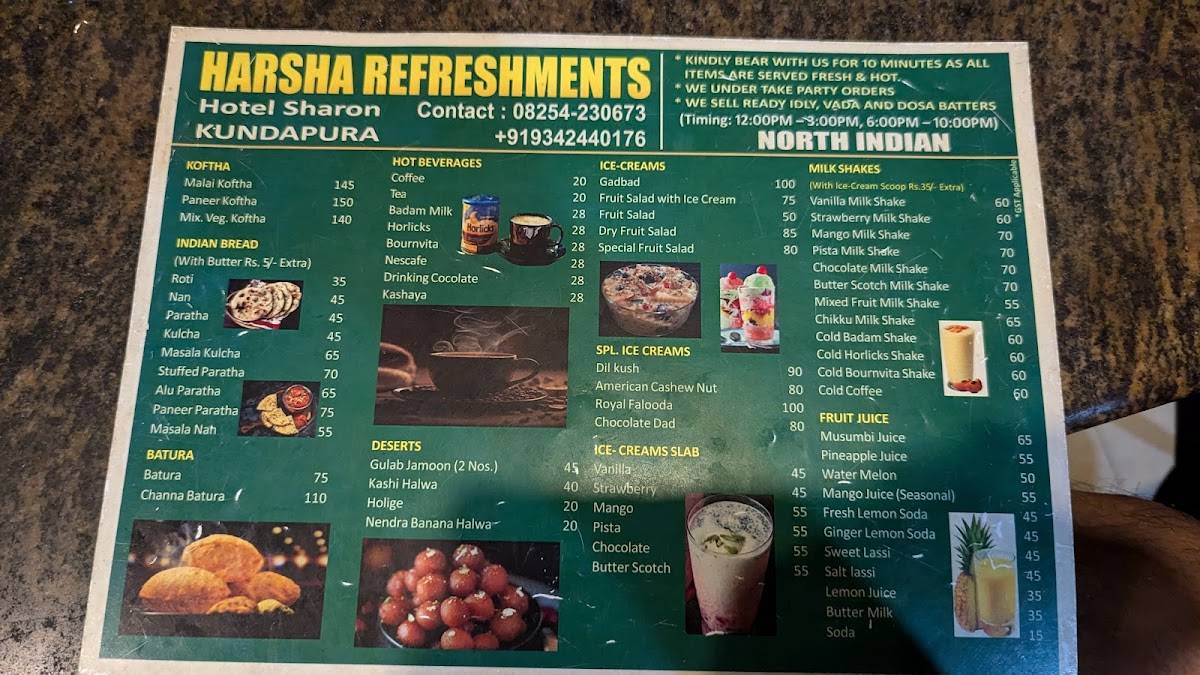 HARSHA REFRESHMENTS
Hotel Sharon Contact : 08254-230673
KUNDAPURA +919342440176
* KINDLY BEAR WITH US FOR 10 MINUTES AS ALL
ITEMS ARE SERVED FRESH & HOT.
* WE UNDER TAKE PARTY ORDERS
* WE SELL READY IDLY, VADA AND DOSA BATTERS
(Timing: 12:00PM – 3:00PM, 6:00PM – 10:00PM)
NORTH INDIAN
KOFTHA
Malai Koftha 145
Paneer Koftha 150
Mix. Veg. Koftha 140
INDIAN BREAD
(With Butter Rs. 5/- Extra)
Roti 35
Nan 45
Paratha 45
Kulcha 45
Masala Kulcha 65
Stuffed Paratha 70
Alu Paratha 65
Paneer Paratha 75
Masala Nan 55
BATURA
Batura 75
Channa Batura 110
HOT BEVERAGES
Coffee 20
Tea 20
Badam Milk 28
Horlicks 28
Bournvita 28
Nescafe 28
Drinking Cocolate 28
Kashaya 28
Horlicks
DESERTS
Gulab Jamoon (2 Nos.) 45
Kashi Halwa 40
Holige 20
Nendra Banana Halwa 20
ICE-CREAMS
Gadbad 100
Fruit Salad with Ice Cream 75
Fruit Salad 50
Dry Fruit Salad 85
Special Fruit Salad 80
SPL. ICE CREAMS
Dil kush 90
American Cashew Nut 80
Royal Falooda 100
Chocolate Dad 80
ICE- CREAMS SLAB
Vanilla 45
Strawberry 45
Mango 55
Pista 55
Chocolate 55
Butter Scotch 55
MILK SHAKES
(With Ice-Cream Scoop Rs.35/- Extra)
Vanilla Milk Shake 60
Strawberry Milk Shake 60
Mango Milk Shake 70
Pista Milk Shake 70
Chocolate Milk Shake 70
Butter Scotch Milk Shake 70
Mixed Fruit Milk Shake 55
Chikku Milk Shake 65
Cold Badam Shake 60
Cold Horlicks Shake 60
Cold Bournvita Shake 60
Cold Coffee 60
FRUIT JUICE
Musumbi Juice 65
Pineapple Juice 55
Water Melon 50
Mango Juice (Seasonal) 55
Fresh Lemon Soda 45
Ginger Lemon Soda 45
Sweet Lassi 45
Salt lassi 45
Lemon Juice 35
Butter Milk 35
Soda 15
*GST Applicable